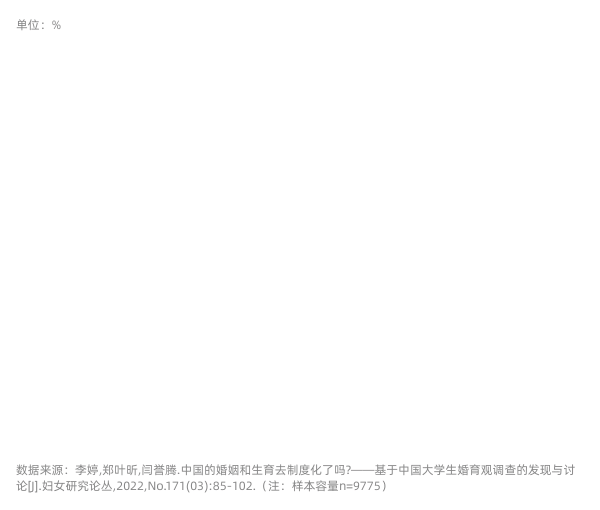 单位：%
数据来源：李婷,郑叶昕,闫誉腾.中国的婚姻和生育去制度化了吗?——基于中国大学生婚育观调查的发现与讨
论[J].妇女研究论丛,2022,No.171(03):85-102.（注：样本容量n=9775）